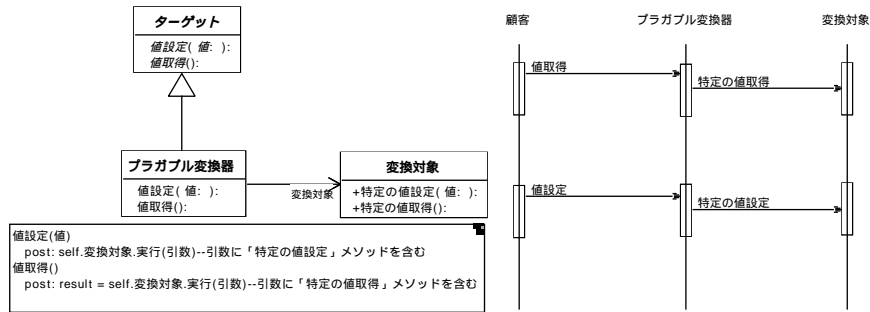 ターゲット
値設定( 値: ):
値取得():
プラガブル変換器
値設定( 値: ):
値取得():
変換対象
変換対象
+特定の値設定( 値: ):
+特定の値取得():
値設定(値)
post: self.変換対象.実行(引数)--引数に「特定の値設定」メソッドを含む
値取得()
post: result = self.変換対象.実行(引数)--引数に「特定の値取得」メソッドを含む
顧客
プラガブル変換器
変換対象
値取得
特定の値取得
値設定
特定の値設定